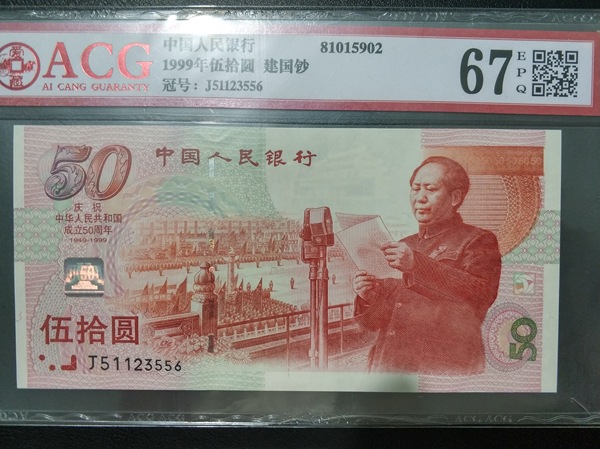 ACG
AI CANG GUARANTY
中国人民银行
1999年伍拾圆 建国钞
冠号：J51123556
81015902
67
EPQ
50
中国人民银行
庆祝
中华人民共和国
成立50周年
1949-1999
伍拾圆
J51123556
50